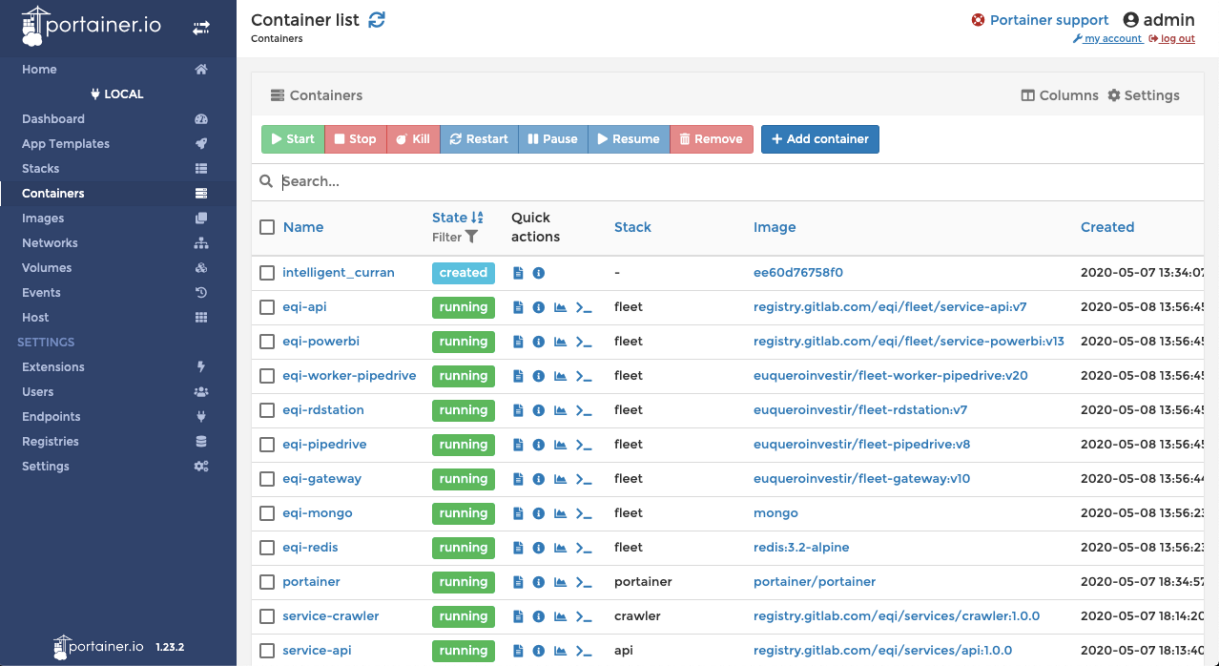 portainer.io
Container list
Containers
Portainer support
admin
my account
log out
Home
LOCAL
Dashboard
App Templates
Stacks
Containers
Images
Networks
Volumes
Events
Host
SETTINGS
Extensions
Users
Endpoints
Registries
Settings
portainer.io 1.23.2
Containers
Columns Settings
Start Stop Kill Restart Pause Resume Remove + Add container
Search...
Name State Filter Quick actions Stack Image Created
intelligent_curran created - ee60d76758f0 2020-05-07 13:34:07
eqi-api running fleet registry.gitlab.com/eqi/fleet/service-api:v7 2020-05-08 13:56:45
eqi-powerbi running fleet registry.gitlab.com/eqi/fleet/service-powerbi:v13 2020-05-08 13:56:45
eqi-worker-pipedrive running fleet euqueroinvestir/fleet-worker-pipedrive:v20 2020-05-08 13:56:45
eqi-rdstation running fleet euqueroinvestir/fleet-rdstation:v7 2020-05-08 13:56:45
eqi-pipedrive running fleet euqueroinvestir/fleet-pipedrive:v8 2020-05-08 13:56:45
eqi-gateway running fleet euqueroinvestir/fleet-gateway:v10 2020-05-08 13:56:44
eqi-mongo running fleet mongo 2020-05-08 13:56:23
eqi-redis running fleet redis:3.2-alpine 2020-05-08 13:56:23
portainer running portainer portainer/portainer 2020-05-07 18:34:57
service-crawler running crawler registry.gitlab.com/eqi/services/crawler:1.0.0 2020-05-07 18:14:20
service-api running api registry.gitlab.com/eqi/services/api:1.0.0 2020-05-07 18:13:40